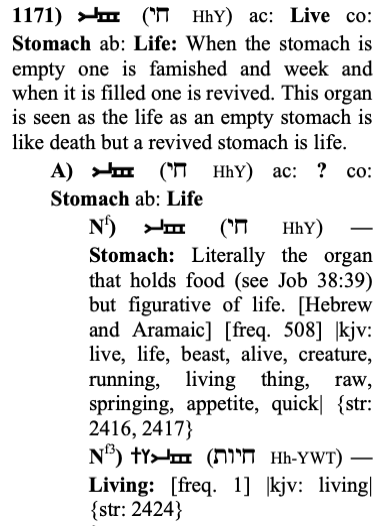 1171) (חי HhY) ac: Live co:
Stomach ab: Life: When the stomach is
empty one is famished and week and
when it is filled one is revived. This organ
is seen as the life as an empty stomach is
like death but a revived stomach is life.
A) (חי HhY) ac: ? co:
Stomach ab: Life
Nᶠ) (חי HhY) —
Stomach: Literally the organ
that holds food (see Job 38:39)
but figurative of life. [Hebrew
and Aramaic] [freq. 508] |kjv:
live, life, beast, alive, creature,
running, living thing, raw,
springing, appetite, quick| {str:
2416, 2417}
Nᶠ³) (חיות Hh-YWT) —
Living: [freq. 1] |kjv: living|
{str: 2424}